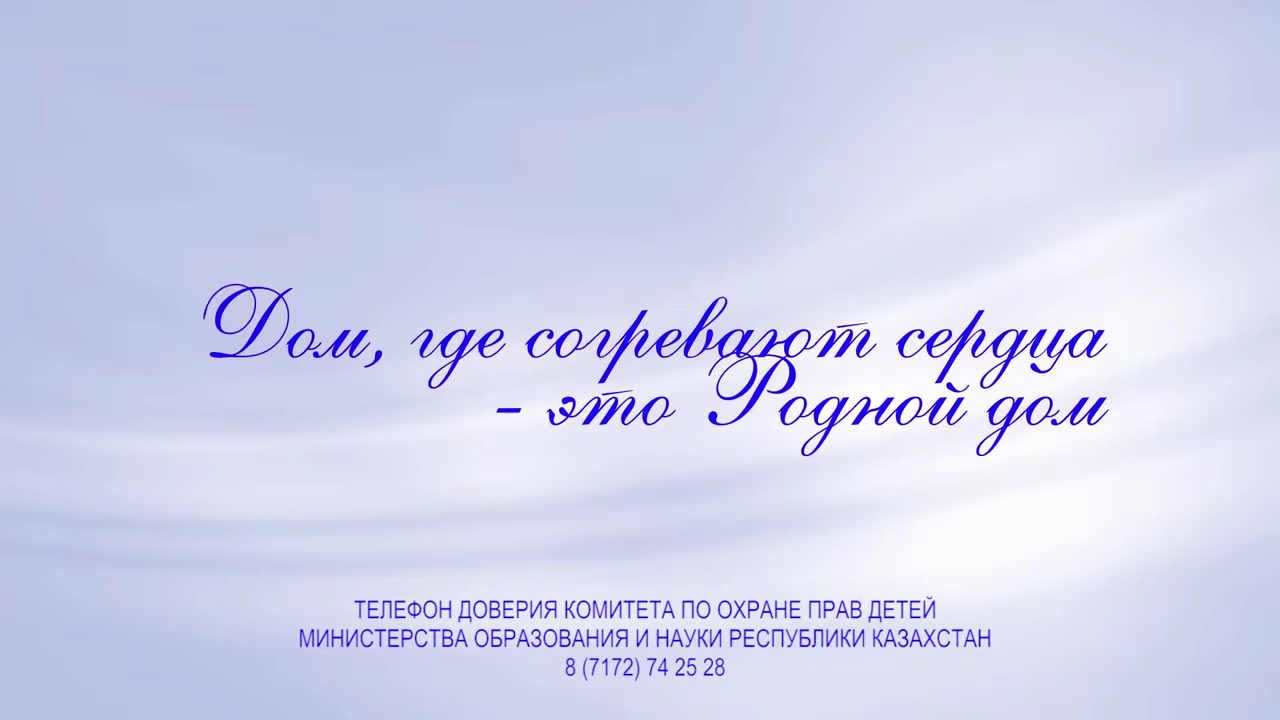 Дом, где согревают сердца
- это Родной дом
ТЕЛЕФОН ДОВЕРИЯ КОМИТЕТА ПО ОХРАНЕ ПРАВ ДЕТЕЙ
МИНИСТЕРСТВА ОБРАЗОВАНИЯ И НАУКИ РЕСПУБЛИКИ КАЗАХСТАН
8 (7172) 74 25 28